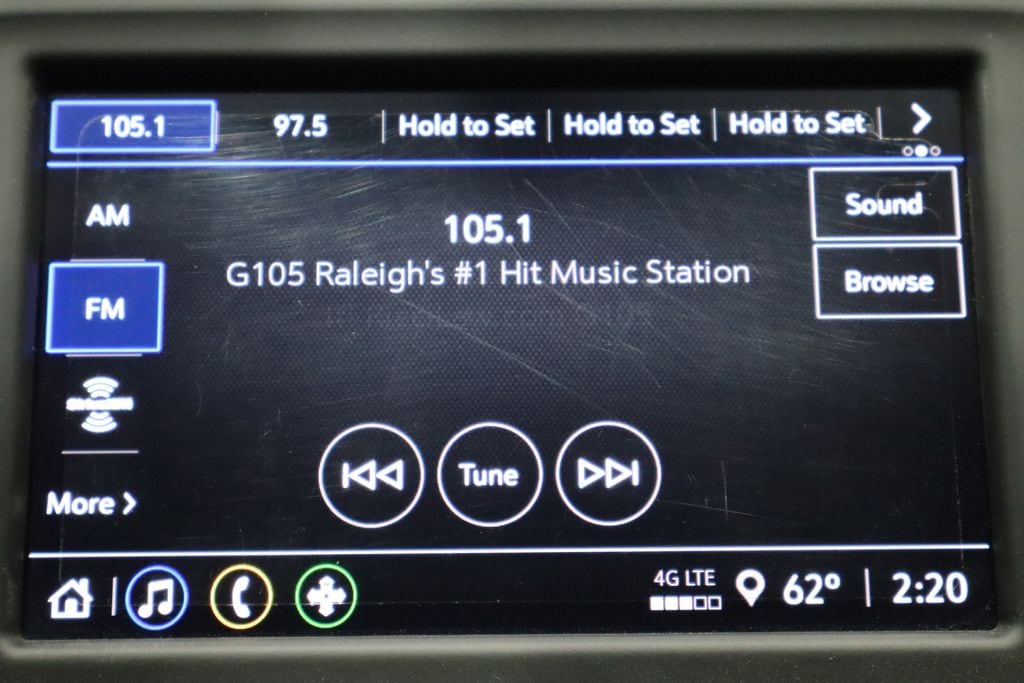 105.1 97.5 Hold to Set Hold to Set Hold to Set
AM
Sound
105.1
G105 Raleigh's #1 Hit Music Station
Browse
FM
Tune
More
4G LTE
62° 2:20